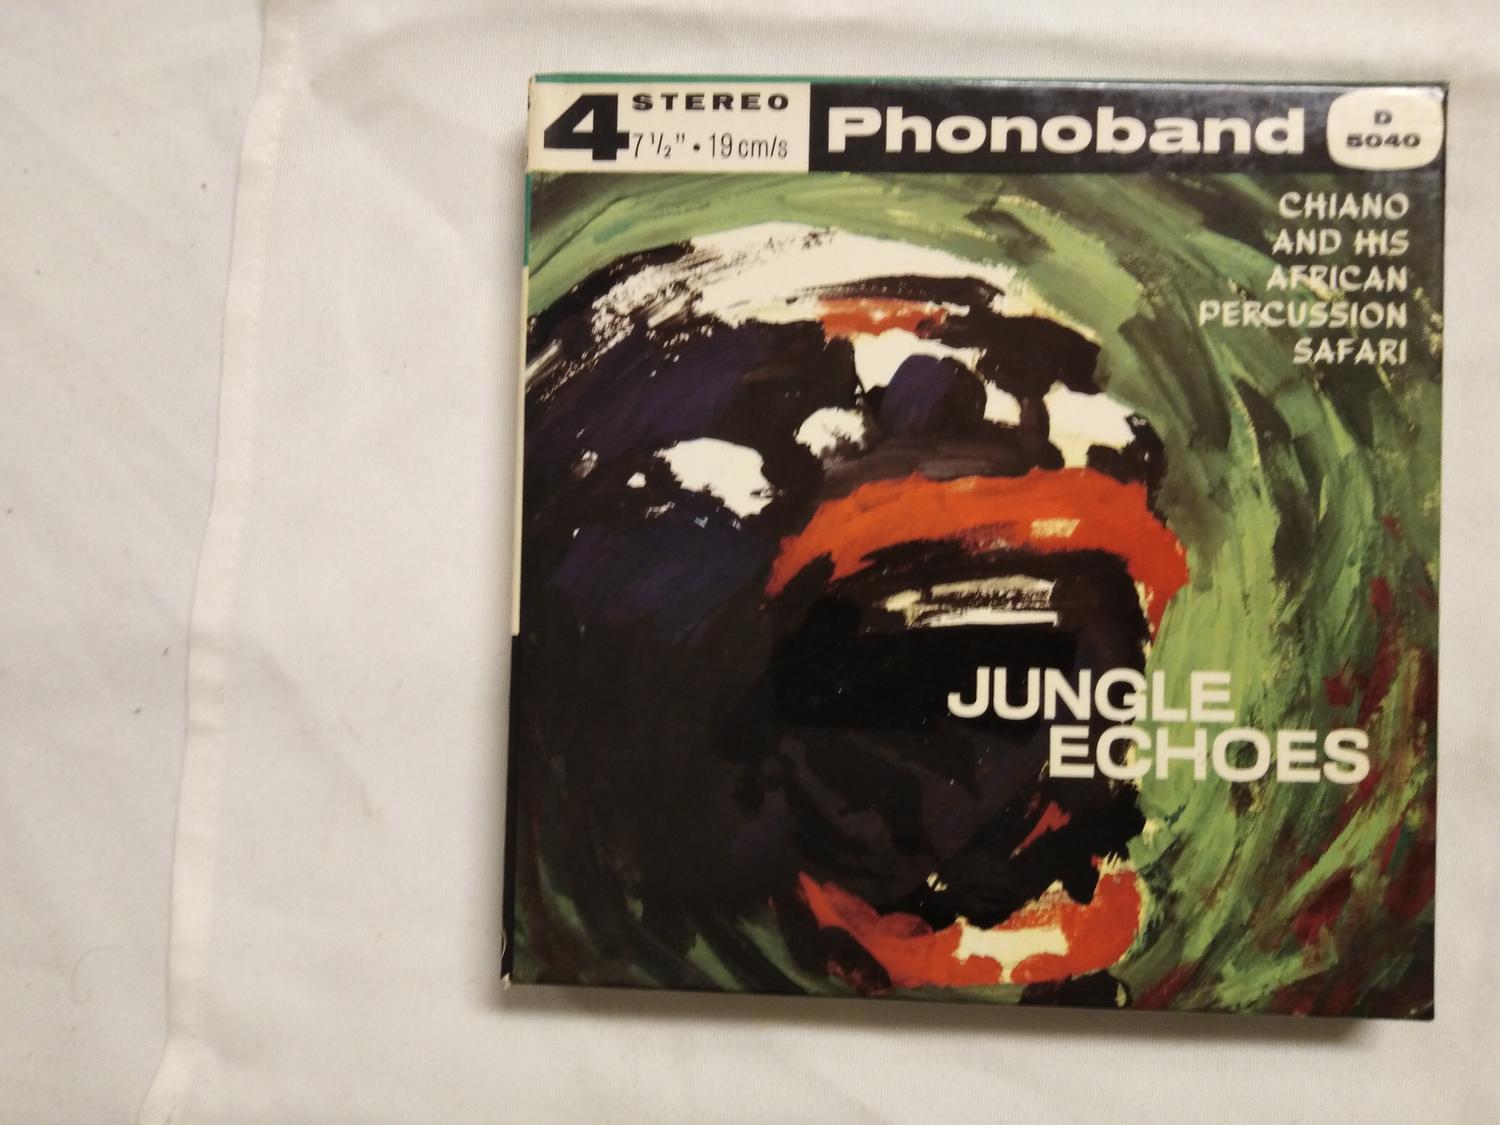 4 STEREO
7 1/2" • 19 cm/s
Phonoband
D
5040
CHIANO
AND HIS
AFRICAN
PERCUSSION
SAFARI
JUNGLE
ECHOES